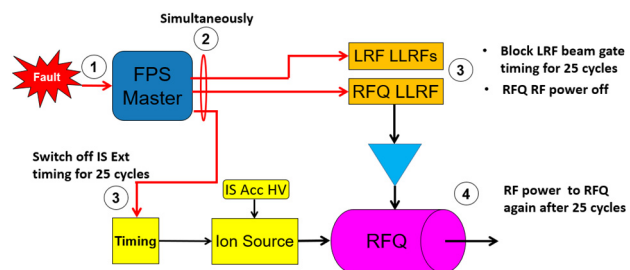 Simultaneously
2
1
Fault
FPS
Master
LRF LLRFs
RFQ LLRF
3
• Block LRF beam gate
timing for 25 cycles
• RFQ RF power off
Switch off IS Ext
timing for 25 cycles
3
IS Acc HV
Timing
Ion Source
RFQ
4
RF power to RFQ
again after 25 cycles